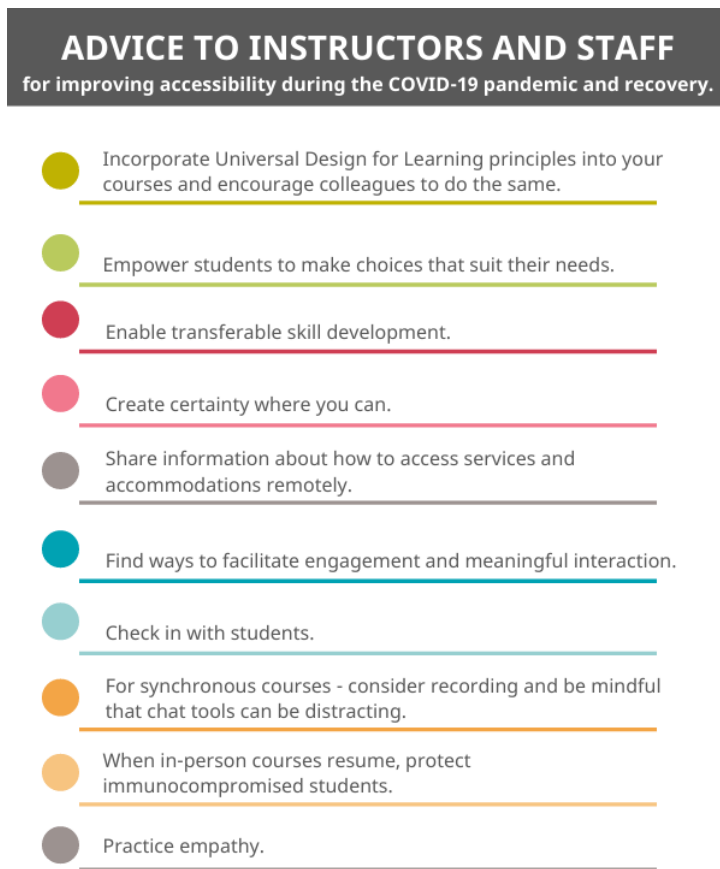 ADVICE TO INSTRUCTORS AND STAFF
for improving accessibility during the COVID-19 pandemic and recovery.
Incorporate Universal Design for Learning principles into your
courses and encourage colleagues to do the same.
Empower students to make choices that suit their needs.
Enable transferable skill development.
Create certainty where you can.
Share information about how to access services and
accommodations remotely.
Find ways to facilitate engagement and meaningful interaction.
Check in with students.
For synchronous courses - consider recording and be mindful
that chat tools can be distracting.
When in-person courses resume, protect
immunocompromised students.
Practice empathy.